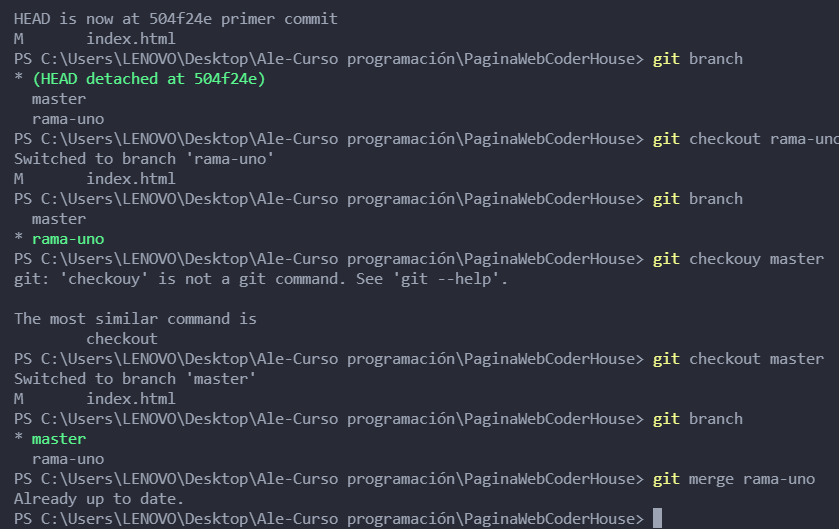 HEAD is now at 504f24e primer commit
M       index.html
PS C:\Users\LENOVO\Desktop\Ale-Curso programación\PaginaWebCoderHouse> git branch
* (HEAD detached at 504f24e)
  master
  rama-uno
PS C:\Users\LENOVO\Desktop\Ale-Curso programación\PaginaWebCoderHouse> git checkout rama-uno
Switched to branch 'rama-uno'
M       index.html
PS C:\Users\LENOVO\Desktop\Ale-Curso programación\PaginaWebCoderHouse> git branch
  master
* rama-uno
PS C:\Users\LENOVO\Desktop\Ale-Curso programación\PaginaWebCoderHouse> git checkouy master
git: 'checkouy' is not a git command. See 'git --help'.

The most similar command is
        checkout
PS C:\Users\LENOVO\Desktop\Ale-Curso programación\PaginaWebCoderHouse> git checkout master
Switched to branch 'master'
M       index.html
PS C:\Users\LENOVO\Desktop\Ale-Curso programación\PaginaWebCoderHouse> git branch
* master
  rama-uno
PS C:\Users\LENOVO\Desktop\Ale-Curso programación\PaginaWebCoderHouse> git merge rama-uno
Already up to date.
PS C:\Users\LENOVO\Desktop\Ale-Curso programación\PaginaWebCoderHouse>